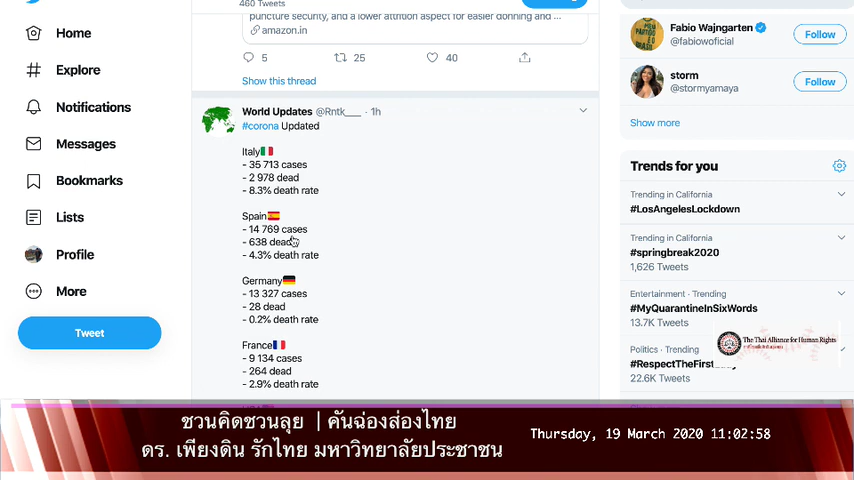 460 Tweets
puncture security, and a lower attrition aspect for easier donning and ...
amazon.in
5 25 40
Show this thread
World Updates @Rntk___ · 1h
#corona Updated
Italy
- 35 713 cases
- 2 978 dead
- 8.3% death rate
Spain
- 14 769 cases
- 638 dead
- 4.3% death rate
Germany
- 13 327 cases
- 28 dead
- 0.2% death rate
France
- 9 134 cases
- 264 dead
- 2.9% death rate
Home
Explore
Notifications
Messages
Bookmarks
Lists
Profile
More
Tweet
Fabio Wajngarten
@fabiowoficial
Follow
storm
@stormyamaya
Follow
Show more
Trends for you
Trending in California
#LosAngelesLockdown
Trending in California
#springbreak2020
1,626 Tweets
Entertainment · Trending
#MyQuarantineInSixWords
13.7K Tweets
Politics · Trending
22.6K Tweets
The Thai Alliance for Human Rights
ชวนคิดชวนลุย | คันฉ่องส่องไทย
ดร. เพียงดิน รักไทย มหาวิทยาลัยประชาชน
Thursday, 19 March 2020 11:02:58